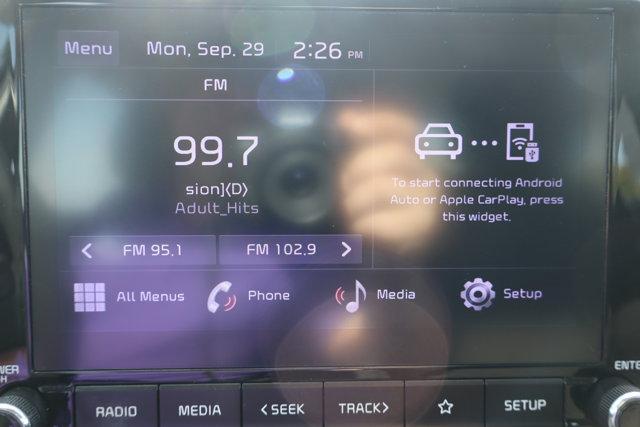 Menu Mon, Sep. 29 2:26 PM
FM
99.7
sion]⟨D⟩
Adult_Hits
To start connecting Android
Auto or Apple CarPlay, press
this widget.
< FM 95.1 FM 102.9 >
All Menus Phone Media Setup
RADIO MEDIA <SEEK TRACK> ☆ SETUP